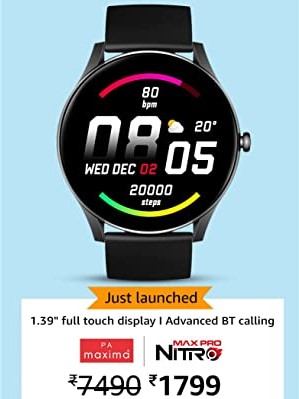 80
bpm
08
20°
WED DEC 02
05
20000
steps
Just launched
1.39" full touch display I Advanced BT calling
PA
maxima
MAX PRO
NITRO
₹7490 ₹1799